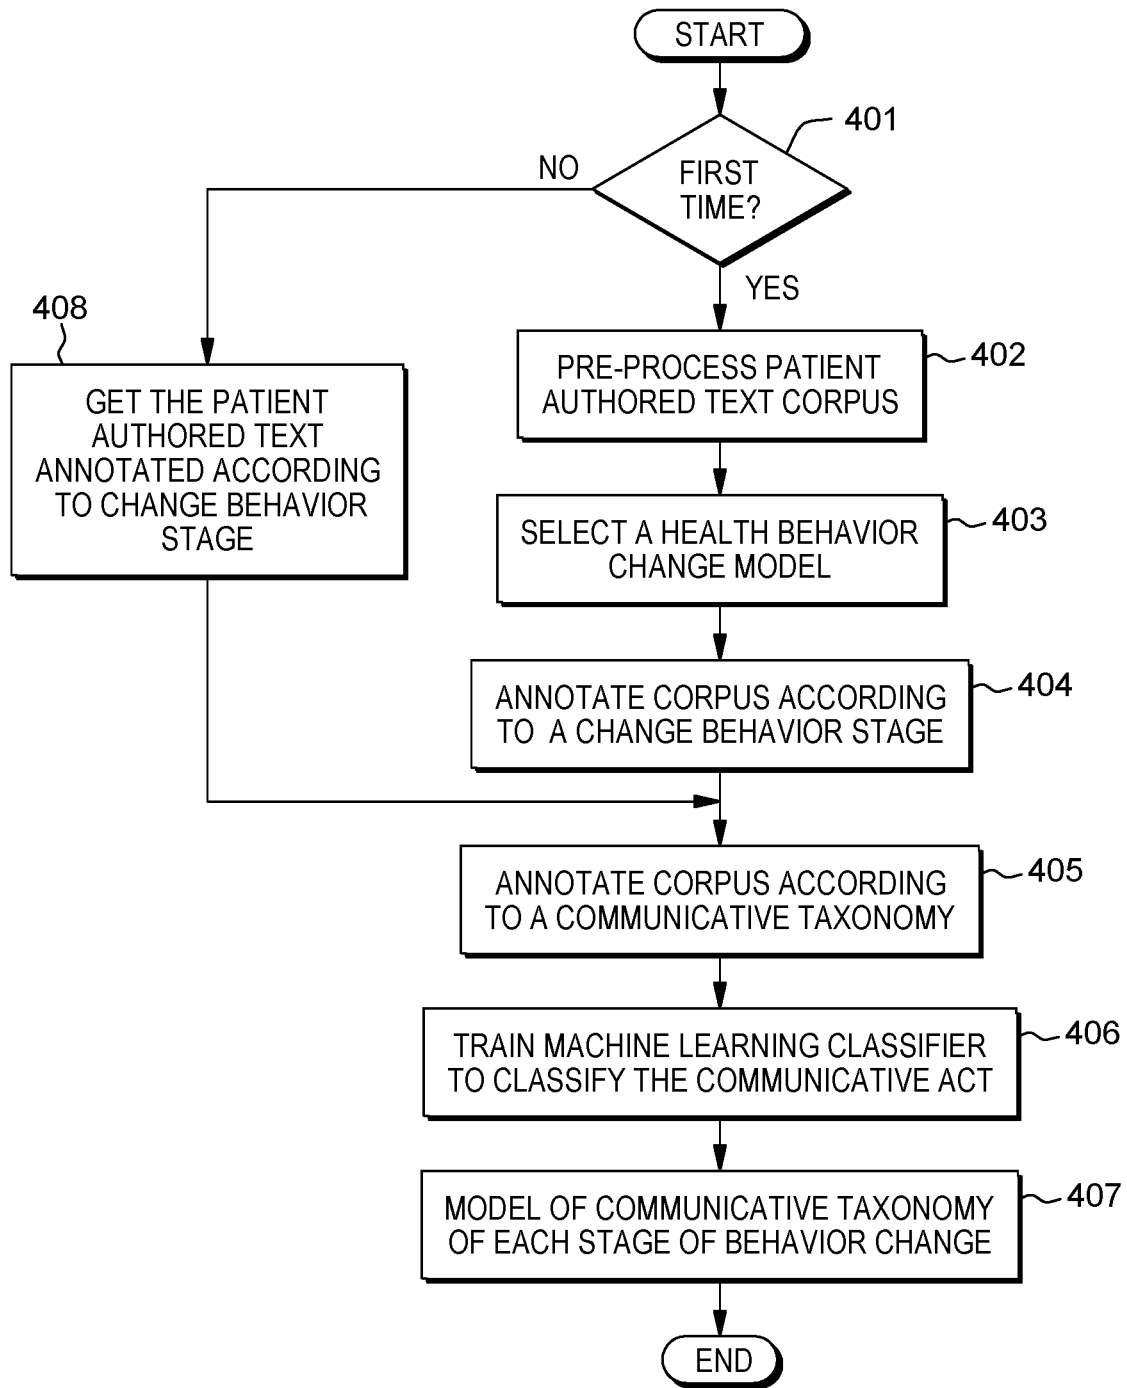 START
401
FIRST
TIME?
NO
YES
408
GET THE PATIENT
AUTHORED TEXT
ANNOTATED ACCORDING
TO CHANGE BEHAVIOR
STAGE
402
PRE-PROCESS PATIENT
AUTHORED TEXT CORPUS
403
SELECT A HEALTH BEHAVIOR
CHANGE MODEL
404
ANNOTATE CORPUS ACCORDING
TO A CHANGE BEHAVIOR STAGE
405
ANNOTATE CORPUS ACCORDING
TO A COMMUNICATIVE TAXONOMY
406
TRAIN MACHINE LEARNING CLASSIFIER
TO CLASSIFY THE COMMUNICATIVE ACT
407
MODEL OF COMMUNICATIVE TAXONOMY
OF EACH STAGE OF BEHAVIOR CHANGE
END